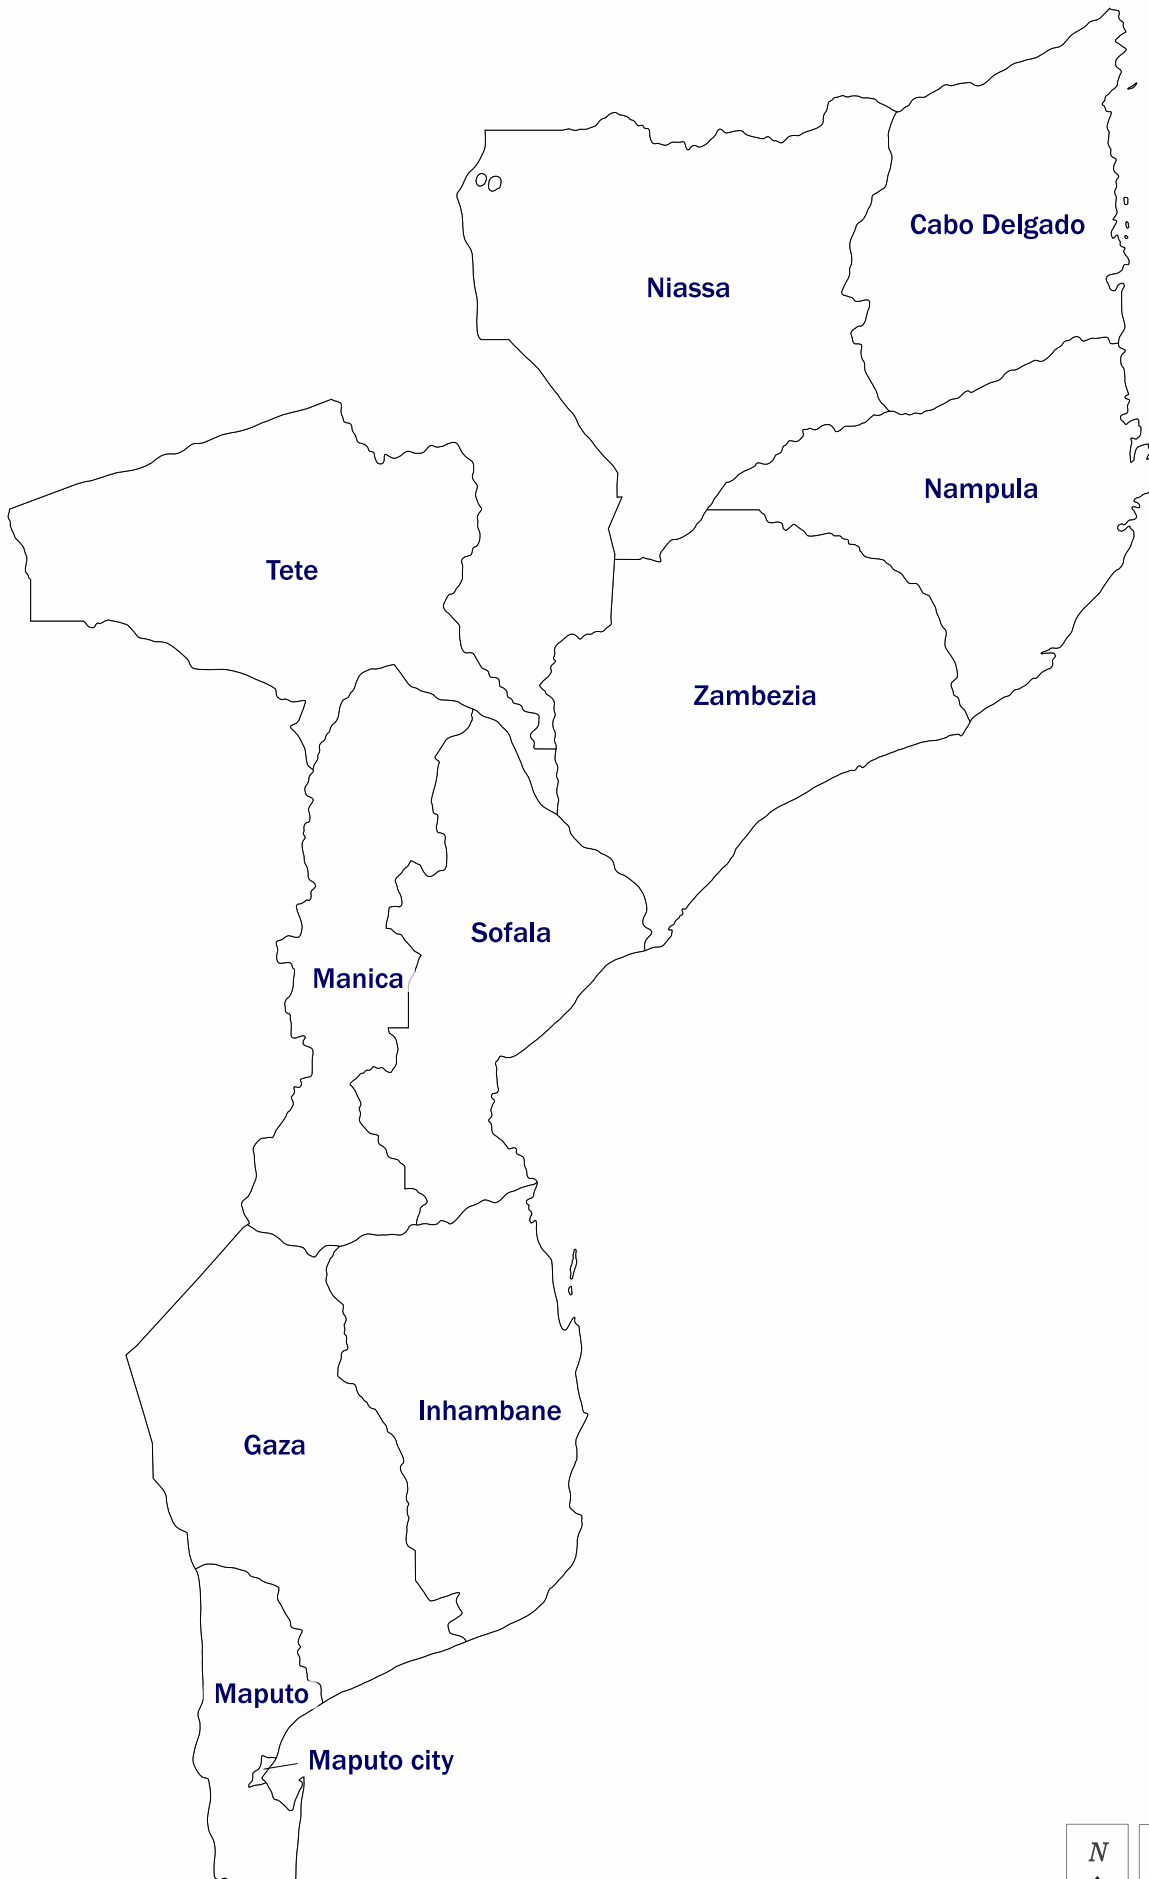 Cabo Delgado
Niassa
Nampula
Tete
Zambezia
Sofala
Manica
Inhambane
Gaza
Maputo
Maputo city
N